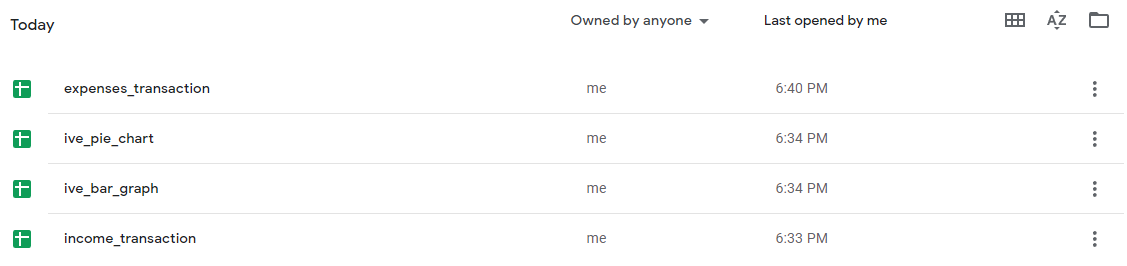 Today Owned by anyone Last opened by me AZ
expenses_transaction me 6:40 PM
ive_pie_chart me 6:34 PM
ive_bar_graph me 6:34 PM
income_transaction me 6:33 PM